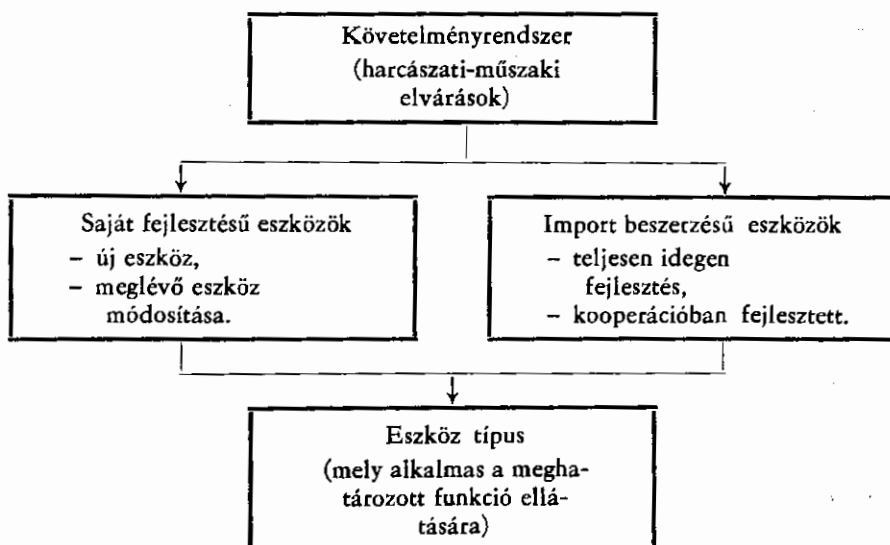 Követelményrendszer
(harcászati-műszaki
elvárások)
Saját fejlesztésű eszközök
– új eszköz,
– meglévő eszköz
módosítása.
Import beszerzésű eszközök
– teljesen idegen
fejlesztés,
– kooperációban fejlesztett.
Eszköz típus
(mely alkalmas a megha-
tározott funkció ellá-
tására)